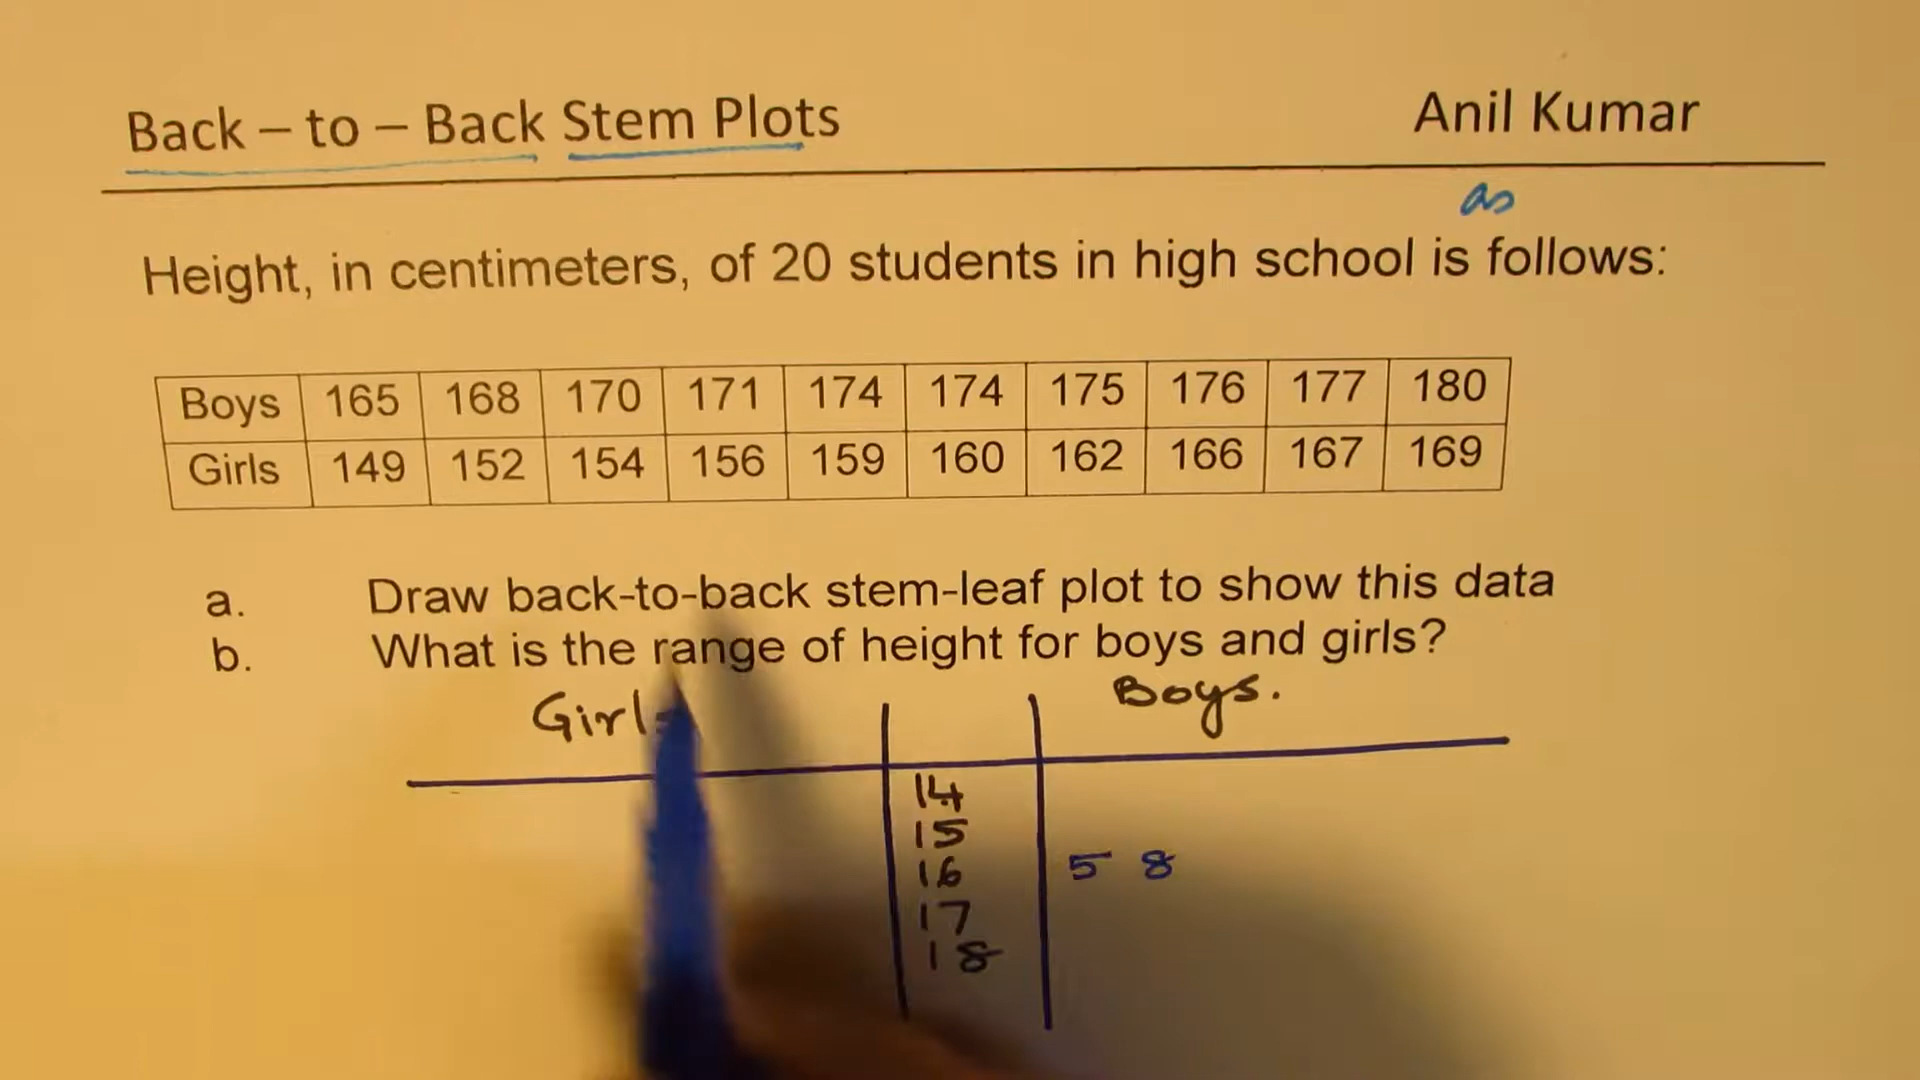 Back – to – Back Stem Plots Anil Kumar
as
Height, in centimeters, of 20 students in high school is follows:
Boys 165 168 170 171 174 174 175 176 177 180
Girls 149 152 154 156 159 160 162 166 167 169
a. Draw back-to-back stem-leaf plot to show this data
b. What is the range of height for boys and girls?
Girls Boys.
14
15
16 5 8
17
18